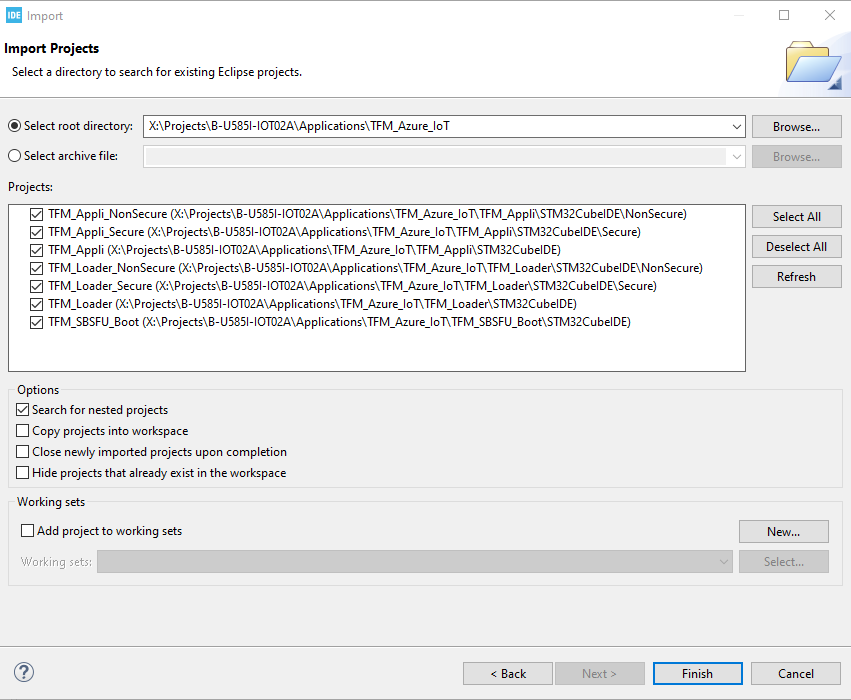 IDE Import
Import Projects
Select a directory to search for existing Eclipse projects.
Select root directory: X:\Projects\B-U585I-IOT02A\Applications\TFM_Azure_IoT Browse...
Select archive file: Browse...
Projects:
TFM_Appli_NonSecure (X:\Projects\B-U585I-IOT02A\Applications\TFM_Azure_IoT\TFM_Appli\STM32CubeIDE\NonSecure) Select All
TFM_Appli_Secure (X:\Projects\B-U585I-IOT02A\Applications\TFM_Azure_IoT\TFM_Appli\STM32CubeIDE\Secure)
TFM_Appli (X:\Projects\B-U585I-IOT02A\Applications\TFM_Azure_IoT\TFM_Appli\STM32CubeIDE) Deselect All
TFM_Loader_NonSecure (X:\Projects\B-U585I-IOT02A\Applications\TFM_Azure_IoT\TFM_Loader\STM32CubeIDE\NonSecure) Refresh
TFM_Loader_Secure (X:\Projects\B-U585I-IOT02A\Applications\TFM_Azure_IoT\TFM_Loader\STM32CubeIDE\Secure)
TFM_Loader (X:\Projects\B-U585I-IOT02A\Applications\TFM_Azure_IoT\TFM_Loader\STM32CubeIDE)
TFM_SBSFU_Boot (X:\Projects\B-U585I-IOT02A\Applications\TFM_Azure_IoT\TFM_SBSFU_Boot\STM32CubeIDE)
Options
Search for nested projects
Copy projects into workspace
Close newly imported projects upon completion
Hide projects that already exist in the workspace
Working sets
Add project to working sets New...
Working sets: Select...
? < Back Next > Finish Cancel